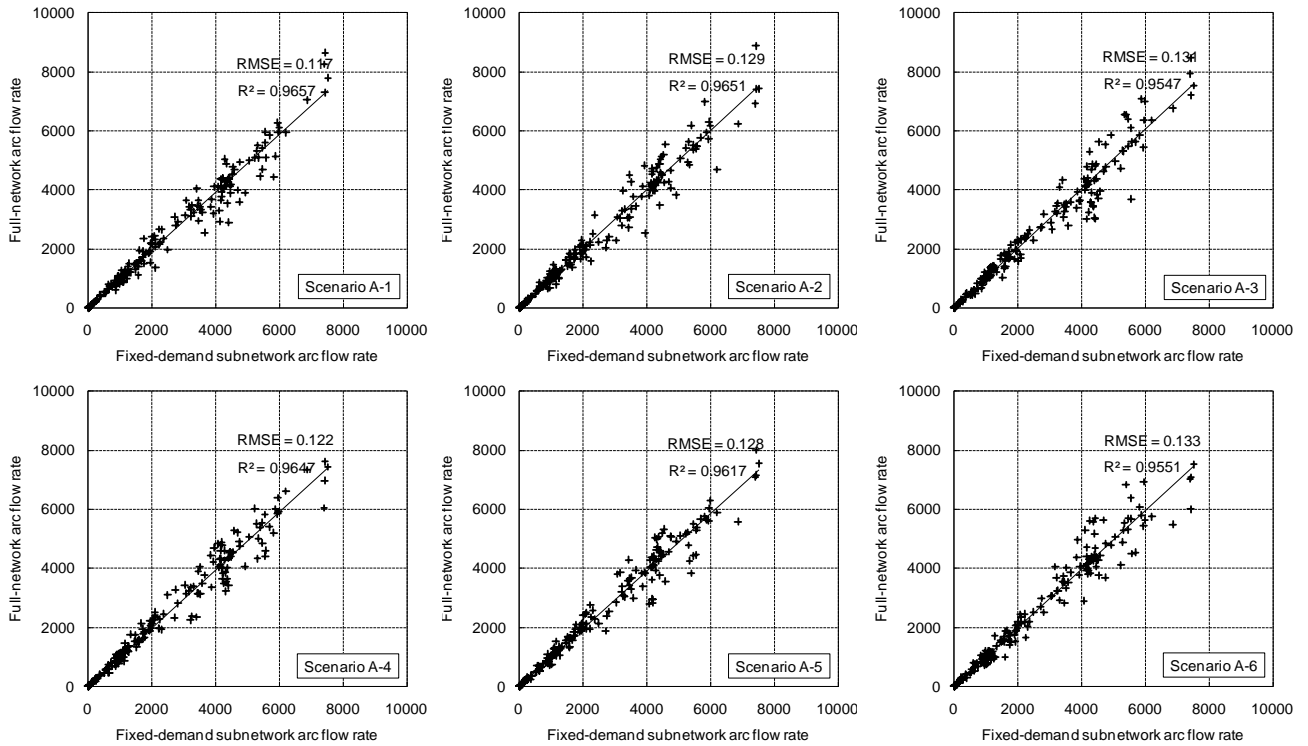 10000
8000
6000
4000
2000
0
Full-network arc flow rate
RMSE = 0.117
R² = 0.9657
Scenario A-1
0 2000 4000 6000 8000 10000
Fixed-demand subnetwork arc flow rate
10000
8000
6000
4000
2000
0
Full-network arc flow rate
RMSE = 0.129
R² = 0.9651
Scenario A-2
0 2000 4000 6000 8000 10000
Fixed-demand subnetwork arc flow rate
10000
8000
6000
4000
2000
0
Full-network arc flow rate
RMSE =
R² = 0.9547
Scenario A-3
0 2000 4000 6000 8000 10000
Fixed-demand subnetwork arc flow rate
10000
8000
6000
4000
2000
0
Full-network arc flow rate
RMSE = 0.122
R² = 0.9647
Scenario A-4
0 2000 4000 6000 8000 10000
Fixed-demand subnetwork arc flow rate
10000
8000
6000
4000
2000
0
Full-network arc flow rate
RMSE = 0.128
R² = 0.9617
Scenario A-5
0 2000 4000 6000 8000 10000
Fixed-demand subnetwork arc flow rate
10000
8000
6000
4000
2000
0
Full-network arc flow rate
RMSE = 0.133
R² = 0.9551
Scenario A-6
0 2000 4000 6000 8000 10000
Fixed-demand subnetwork arc flow rate